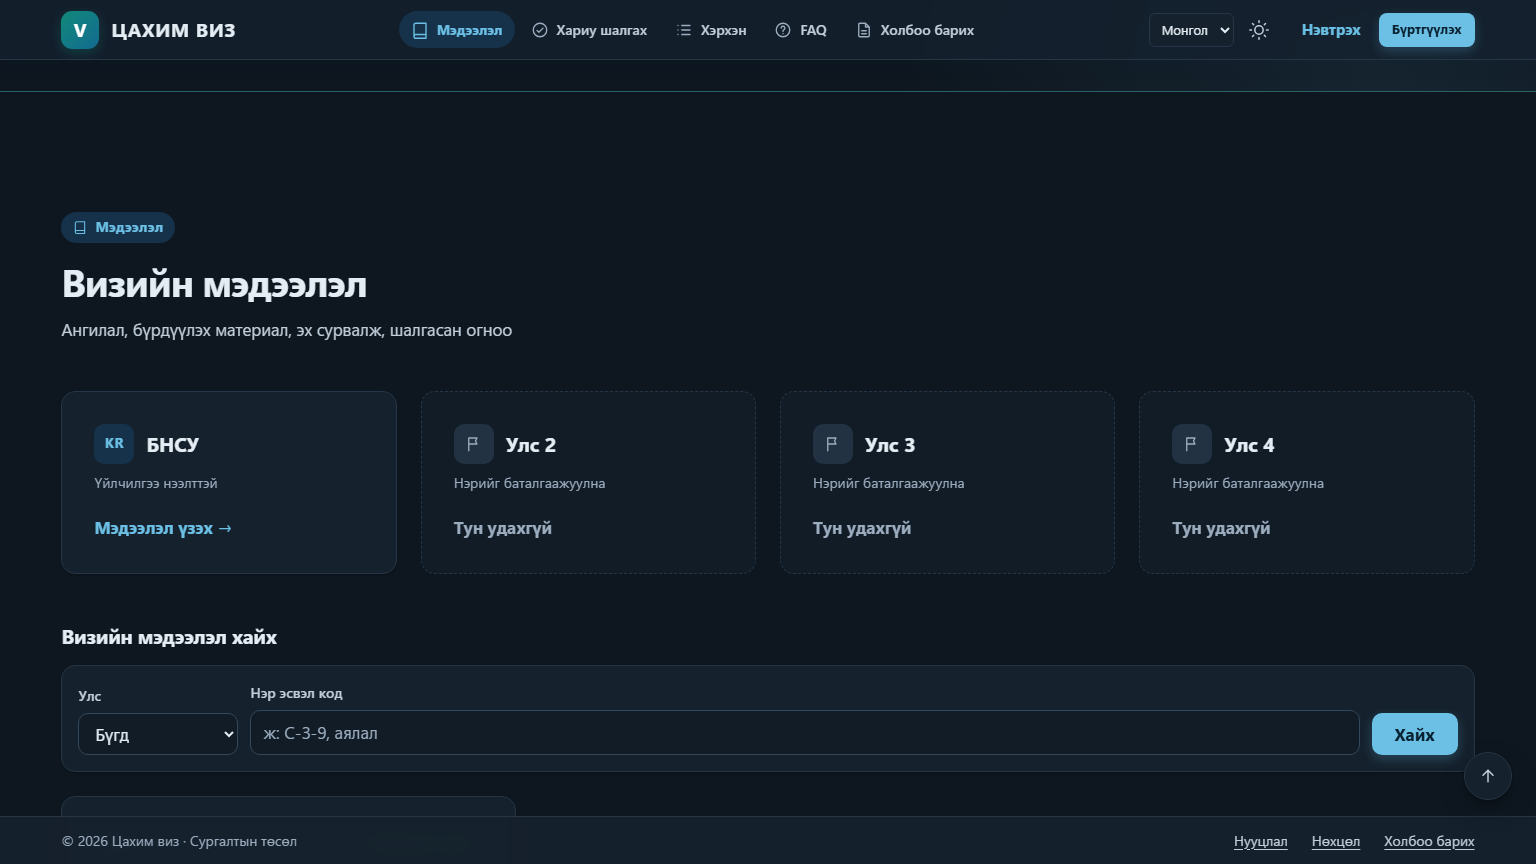 V ЦАХИМ ВИЗ Мэдээлэл Хариу шалгах Хэрхэн FAQ Холбоо барих Монгол Нэвтрэх Бүртгүүлэх
Мэдээлэл
Визийн мэдээлэл
Ангилал, бүрдүүлэх материал, эх сурвалж, шалгасан огноо
KR БНСУ
Үйлчилгээ нээлттэй
Мэдээлэл үзэх →
Улс 2
Нэрийг баталгаажуулна
Тун удахгүй
Улс 3
Нэрийг баталгаажуулна
Тун удахгүй
Улс 4
Нэрийг баталгаажуулна
Тун удахгүй
Визийн мэдээлэл хайх
Улс
Бүгд
Нэр эсвэл код
ж: C-3-9, аялал
Хайх
© 2026 Цахим виз · Сургалтын төсөл Нууцлал Нөхцөл Холбоо барих